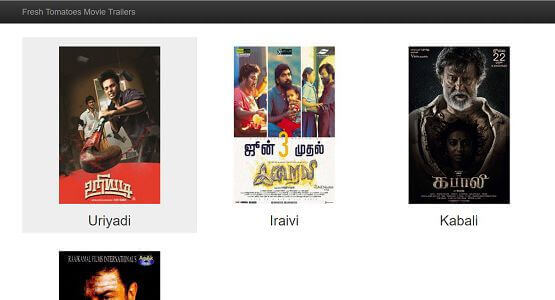 Fresh Tomatoes Movie Trailers
உறியடி
ஜூன் 3 முதல்
இறைவி
ஜூலை
22
கபாலி
Uriyadi
Iraivi
Kabali
RAAJKAMAL FILMS INTERNATIONAL'S